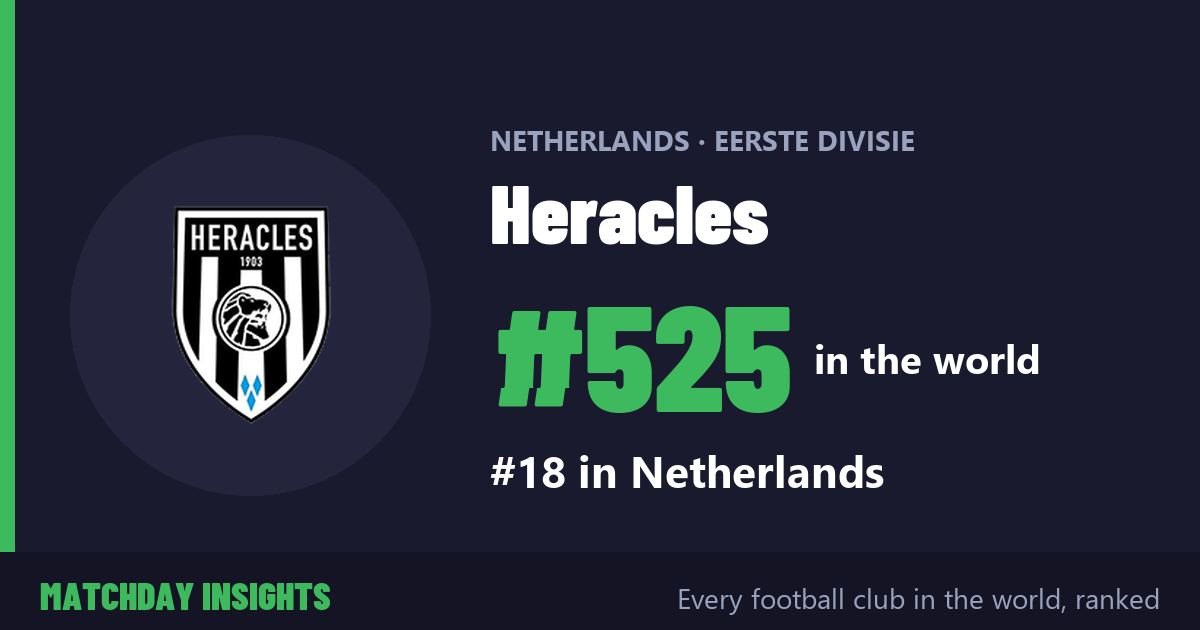 NETHERLANDS · EERSTE DIVISIE
Heracles
HERACLES
1903
#525 in the world
#18 in Netherlands
MATCHDAY INSIGHTS
Every football club in the world, ranked